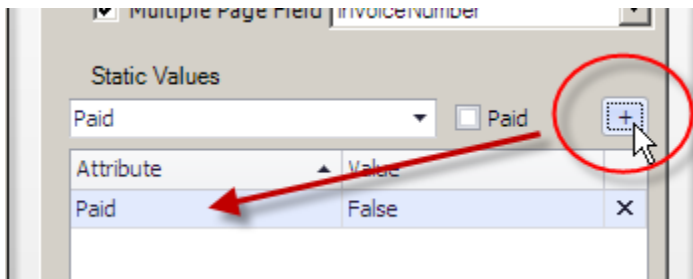 Multiple Page Field InvoiceNumber
Static Values
Paid Paid +
Attribute Value
Paid False X